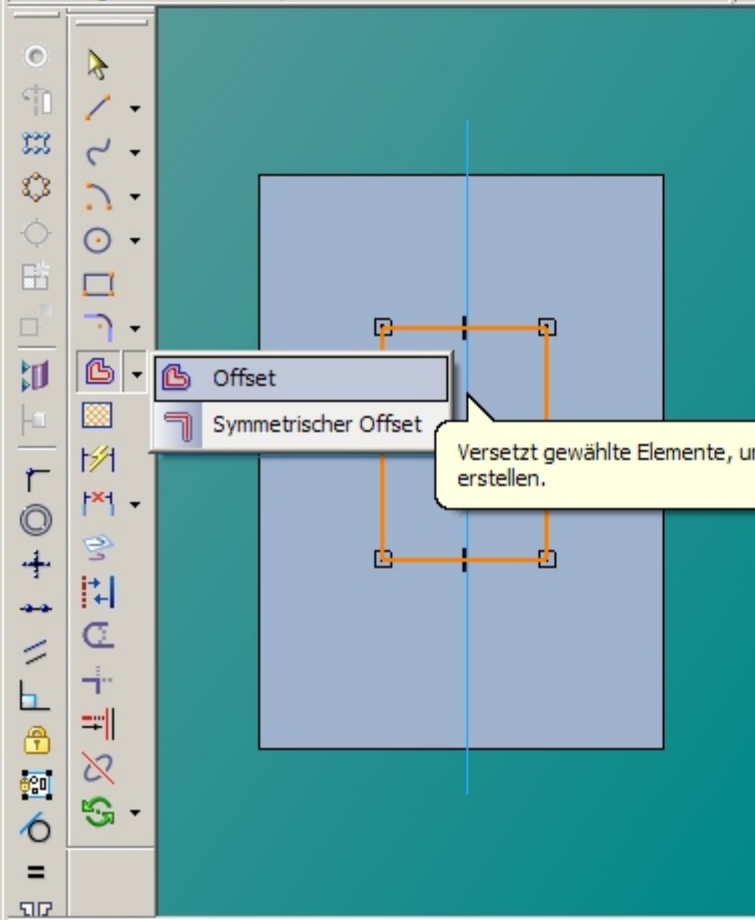 Offset
Symmetrischer Offset
Versetzt gewählte Elemente,
erstellen.